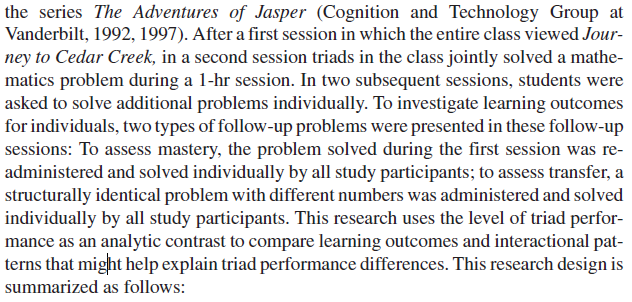 the series The Adventures of Jasper (Cognition and Technology Group at
Vanderbilt, 1992, 1997). After a first session in which the entire class viewed Jour-
ney to Cedar Creek, in a second session triads in the class jointly solved a mathe-
matics problem during a 1-hr session. In two subsequent sessions, students were
asked to solve additional problems individually. To investigate learning outcomes
for individuals, two types of follow-up problems were presented in these follow-up
sessions: To assess mastery, the problem solved during the first session was re-
administered and solved individually by all study participants; to assess transfer, a
structurally identical problem with different numbers was administered and solved
individually by all study participants. This research uses the level of triad perfor-
mance as an analytic contrast to compare learning outcomes and interactional pat-
terns that might help explain triad performance differences. This research design is
summarized as follows: